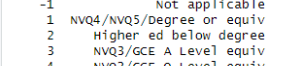 -1 Not applicable
1 NVQ4/NVQ5/Degree or equiv
2 Higher ed below degree
3 NVQ3/GCE A Level equiv